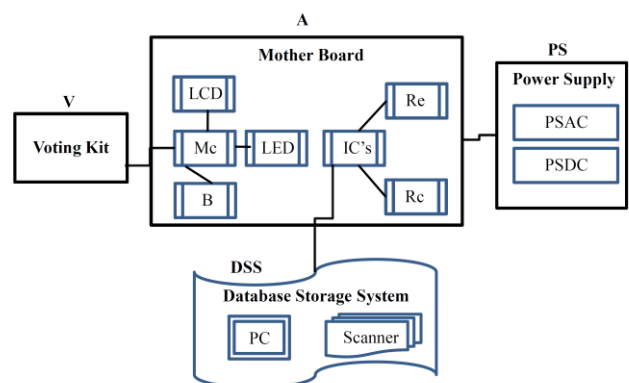 A
Mother Board
V
Voting Kit
LCD
Mc
LED
B
Re
IC's
Rc
PS
Power Supply
PSAC
PSDC
DSS
Database Storage System
PC
Scanner